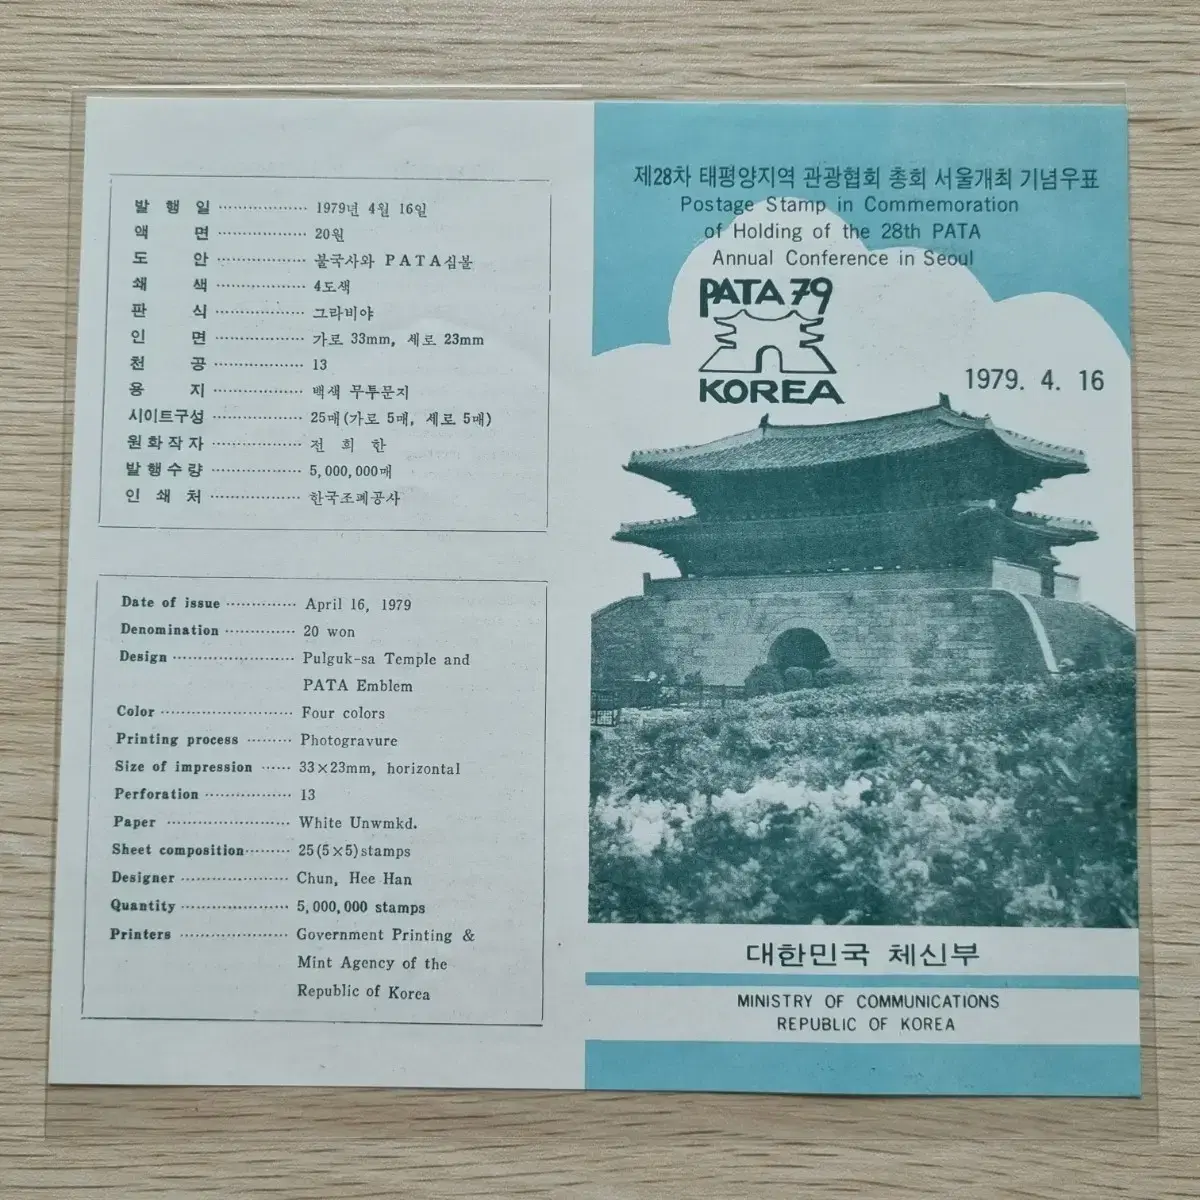 발 행 일 ·················· 1979년 4월 16일
액 면 ·················· 20원
도 안 ·················· 불국사와 PATA심볼
쇄 색 ·················· 4도색
판 식 ·················· 그라비야
인 면 ·················· 가로 33mm, 세로 23mm
천 공 ·················· 13
용 지 ·················· 백색 무투문지
시이트구성 ·················· 25매(가로 5매, 세로 5매)
원화작자 ·················· 전 희 한
발행수량 ·················· 5,000,000매
인 쇄 처 ·················· 한국조폐공사
Date of issue ·············· April 16, 1979
Denomination ·············· 20 won
Design ························ Pulguk-sa Temple and
PATA Emblem
Color ·························· Four colors
Printing process ········· Photogravure
Size of impression ······ 33×23mm, horizontal
Perforation ················· 13
Paper ························· White Unwmkd.
Sheet composition········· 25(5×5)stamps
Designer ····················· Chun, Hee Han
Quantity ····················· 5,000,000 stamps
Printers ······················ Government Printing &
Mint Agency of the
Republic of Korea
제28차 태평양지역 관광협회 총회 서울개최 기념우표
Postage Stamp in Commemoration
of Holding of the 28th PATA
Annual Conference in Seoul
PATA 79
KOREA
1979. 4. 16
대한민국 체신부
MINISTRY OF COMMUNICATIONS
REPUBLIC OF KOREA